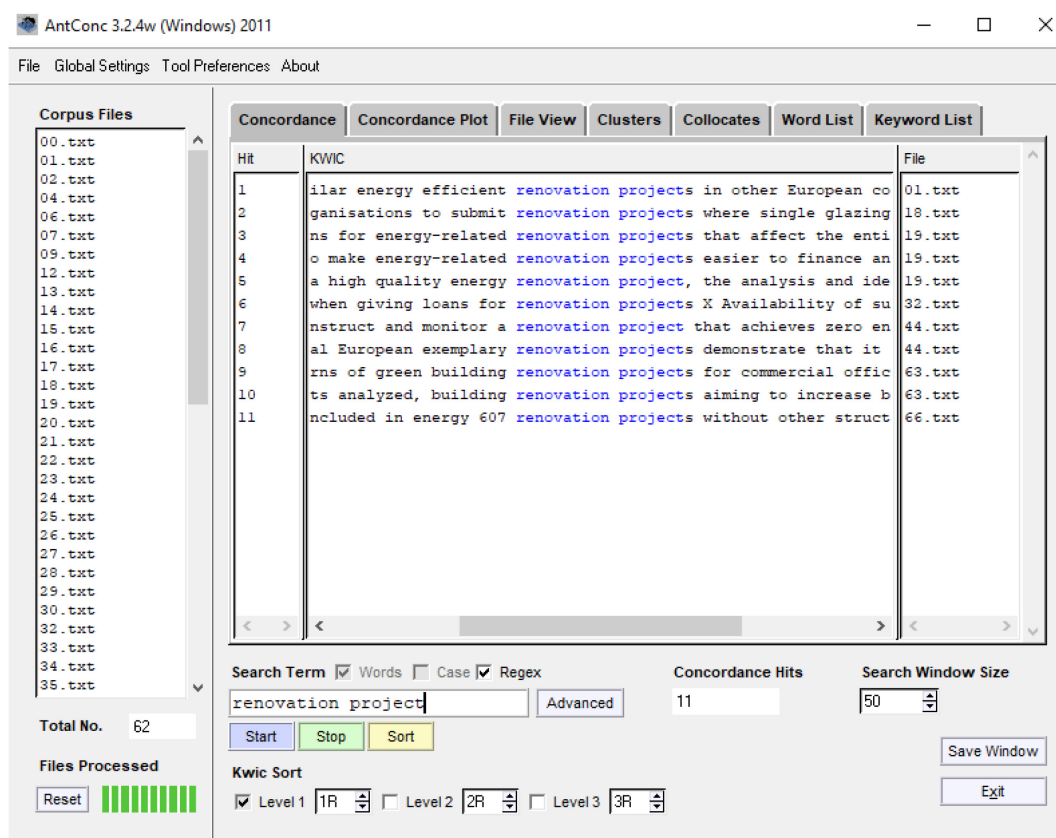 AntConc 3.2.4w (Windows) 2011
File Global Settings Tool Preferences About
Corpus Files
00.txt
01.txt
02.txt
04.txt
06.txt
07.txt
09.txt
12.txt
13.txt
14.txt
15.txt
16.txt
17.txt
18.txt
19.txt
20.txt
21.txt
22.txt
23.txt
24.txt
25.txt
26.txt
27.txt
28.txt
29.txt
30.txt
32.txt
33.txt
34.txt
35.txt
Total No. 62
Files Processed
Reset
Concordance Concordance Plot File View Clusters Collocates Word List Keyword List
Hit KWIC File
1 ilar energy efficient renovation projects in other European co 01.txt
2 ganisations to submit renovation projects where single glazing 18.txt
3 ns for energy-related renovation projects that affect the enti 19.txt
4 o make energy-related renovation projects easier to finance an 19.txt
5 a high quality energy renovation project, the analysis and ide 19.txt
6 when giving loans for renovation projects X Availability of su 32.txt
7 nstruct and monitor a renovation project that achieves zero en 44.txt
8 al European exemplary renovation projects demonstrate that it 44.txt
9 rns of green building renovation projects for commercial offic 63.txt
10 ts analyzed, building renovation projects aiming to increase b 63.txt
11 ncluded in energy 607 renovation projects without other struct 66.txt
Search Term Words Case Regex Concordance Hits Search Window Size
renovation project Advanced 11 50
Start Stop Sort
Save Window
Kwic Sort
Exit
Level 1 1R Level 2 2R Level 3 3R